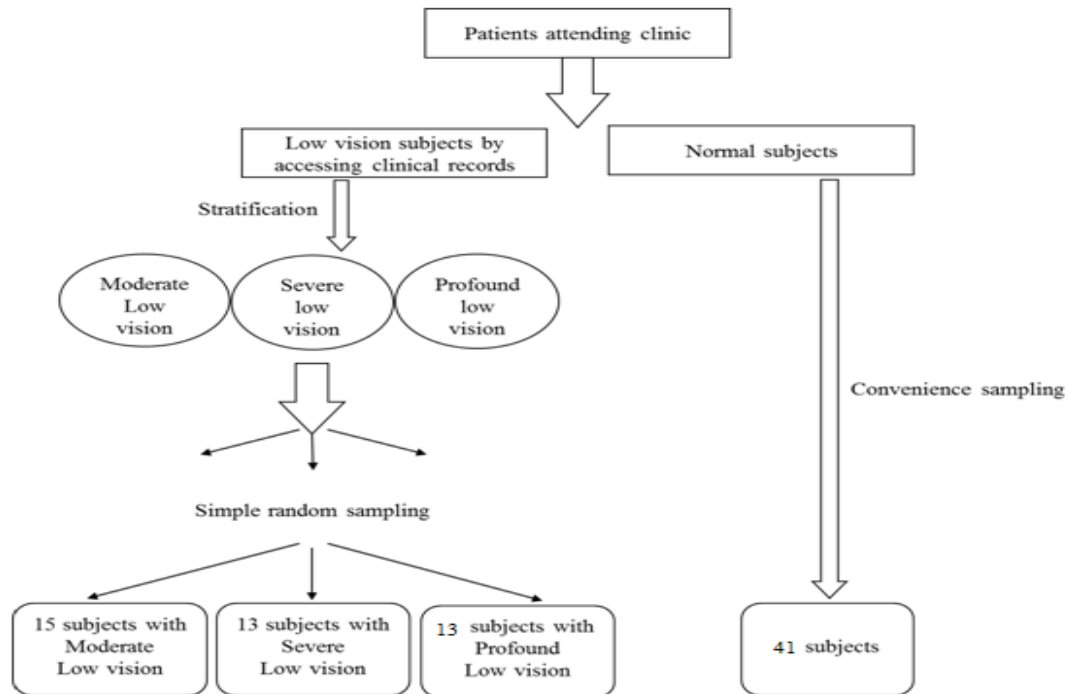 Patients attending clinic
Low vision subjects by
accessing clinical records
Normal subjects
Stratification
Moderate
Low
vision
Severe
low
vision
Profound
low
vision
Convenience sampling
Simple random sampling
15 subjects with
Moderate
Low vision
13 subjects with
Severe
Low vision
13 subjects with
Profound
Low vision
41 subjects